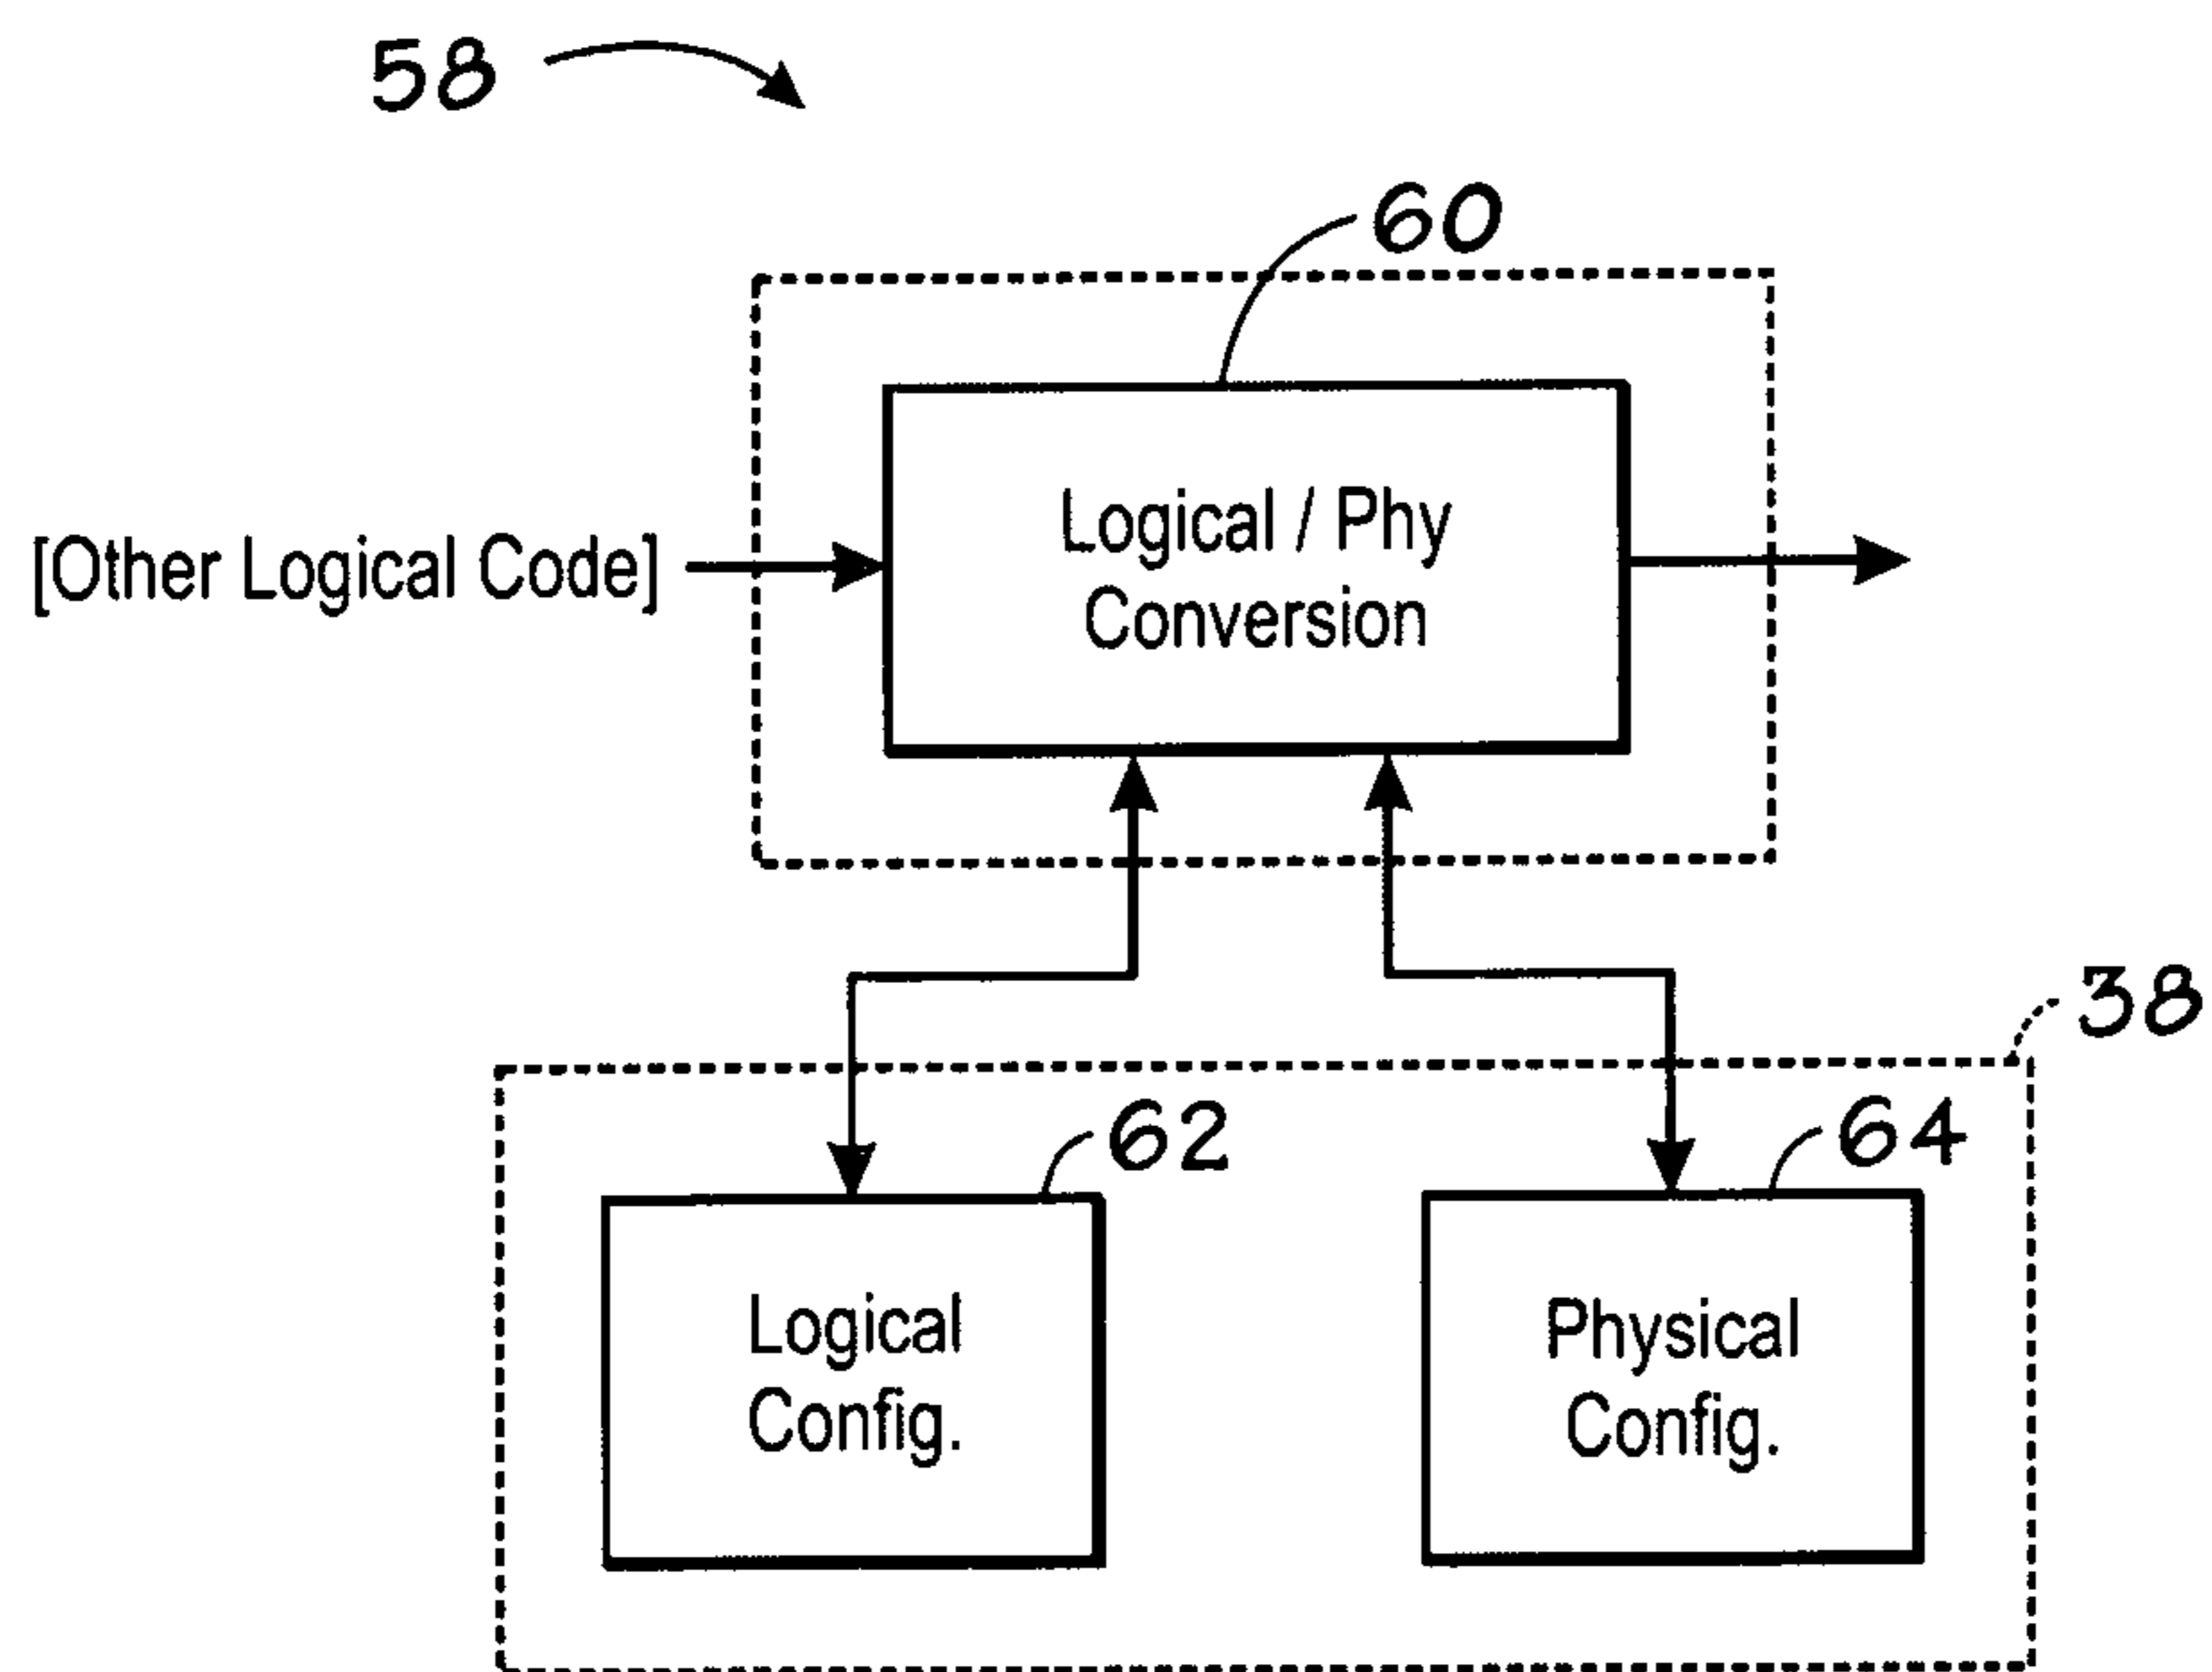 58
60
[Other Logical Code]
Logical / Phy
Conversion
38
62
64
Logical
Config.
Physical
Config.